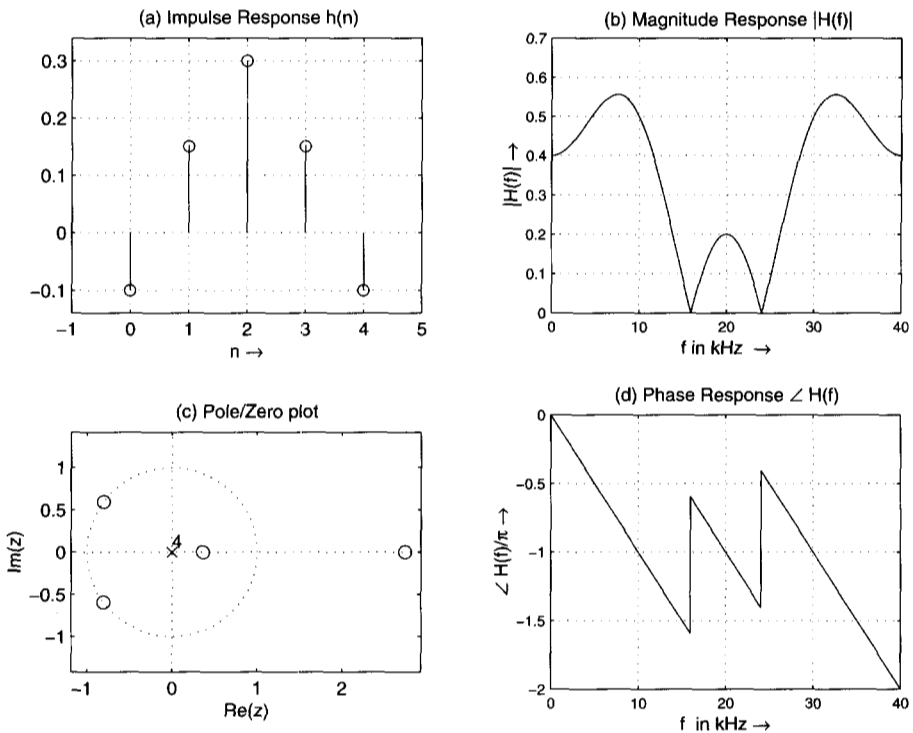 (a) Impulse Response h(n)
0.3
0.2
0.1
0
−0.1
−1 0 1 2 3 4 5
n →
(b) Magnitude Response |H(f)|
|H(f)| →
0.7
0.6
0.5
0.4
0.3
0.2
0.1
0
0 10 20 30 40
f in kHz →
(c) Pole/Zero plot
Im(z)
1
0.5
0
−0.5
−1
4
−1 0 1 2
Re(z)
(d) Phase Response ∠ H(f)
∠ H(f)/π →
0
−0.5
−1
−1.5
−2
0 10 20 30 40
f in kHz →